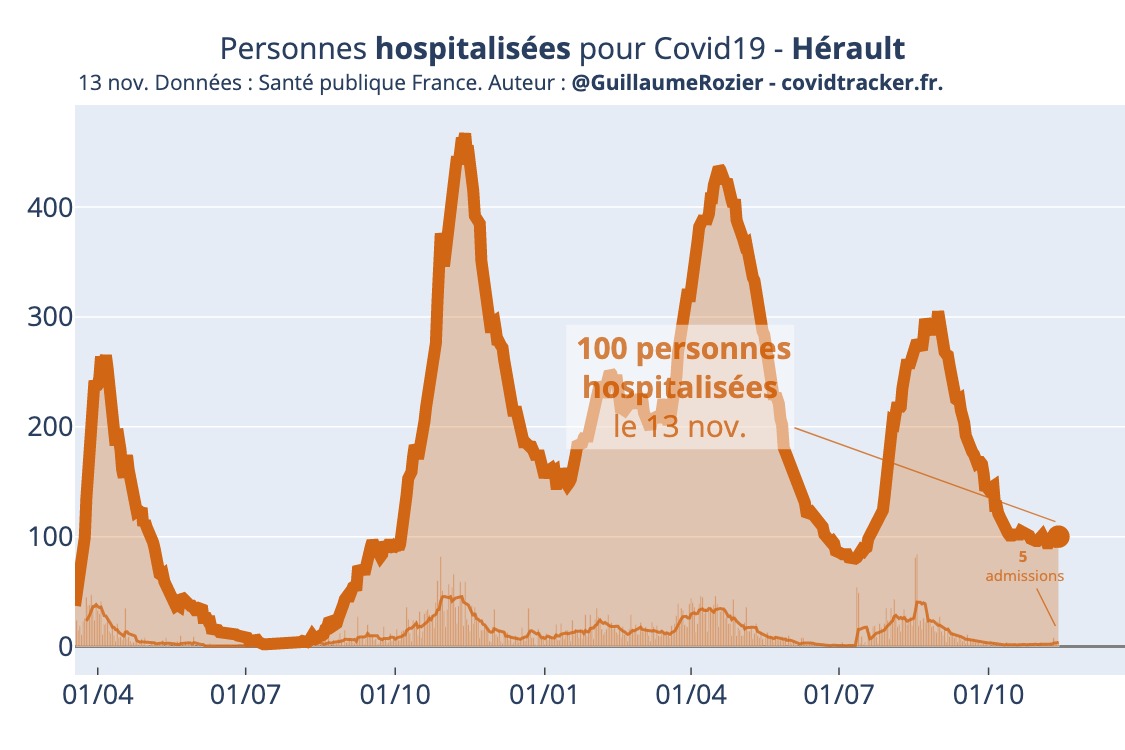 Personnes hospitalisées pour Covid19 - Hérault
13 nov. Données : Santé publique France. Auteur : @GuillaumeRozier - covidtracker.fr.
400
300
200
100
0
100 personnes
hospitalisées
le 13 nov.
5
admissions
01/04 01/07 01/10 01/01 01/04 01/07 01/10